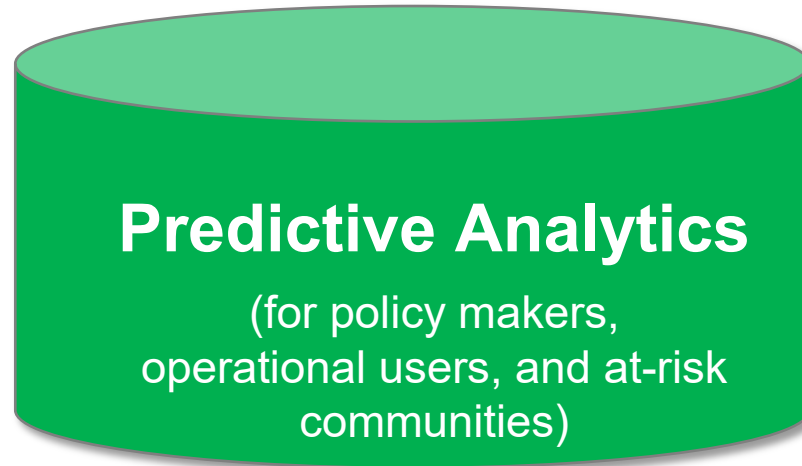 Predictive Analytics
(for policy makers,
operational users, and at-risk
communities)